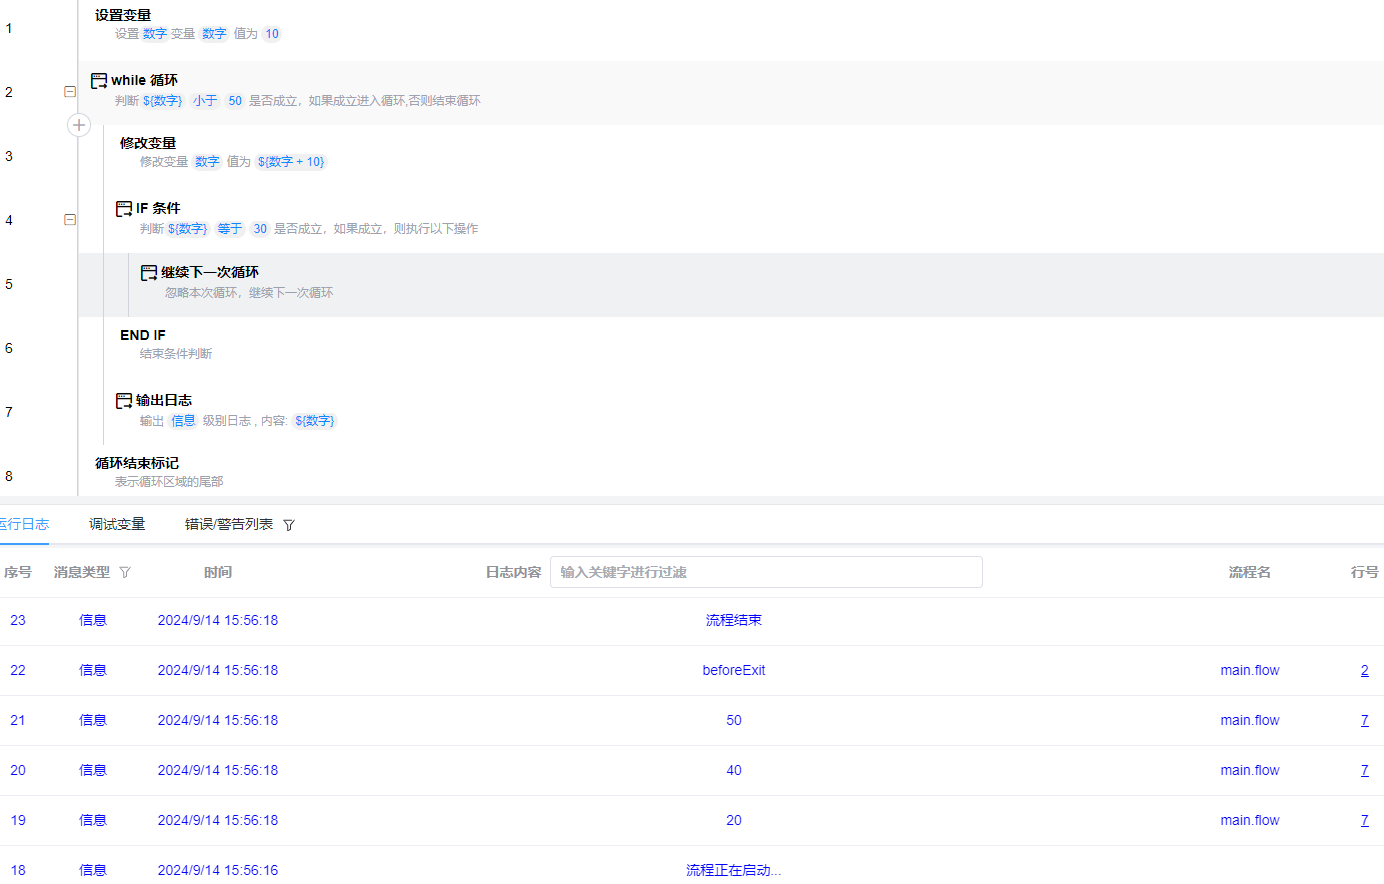 1
设置变量
设置 数字 变量 数字 值为 10
2
while 循环
判断 ${数字} 小于 50 是否成立，如果成立进入循环,否则结束循环
3
修改变量
修改变量 数字 值为 ${数字 + 10}
4
IF 条件
判断 ${数字} 等于 30 是否成立，如果成立，则执行以下操作
5
继续下一次循环
忽略本次循环，继续下一次循环
6
END IF
结束条件判断
7
输出日志
输出 信息 级别日志 , 内容: ${数字}
8
循环结束标记
表示循环区域的尾部
运行日志 调试变量 错误/警告列表
序号 消息类型 时间 日志内容 输入关键字进行过滤 流程名 行号
23 信息 2024/9/14 15:56:18 流程结束
22 信息 2024/9/14 15:56:18 beforeExit main.flow 2
21 信息 2024/9/14 15:56:18 50 main.flow 7
20 信息 2024/9/14 15:56:18 40 main.flow 7
19 信息 2024/9/14 15:56:18 20 main.flow 7
18 信息 2024/9/14 15:56:16 流程正在启动...